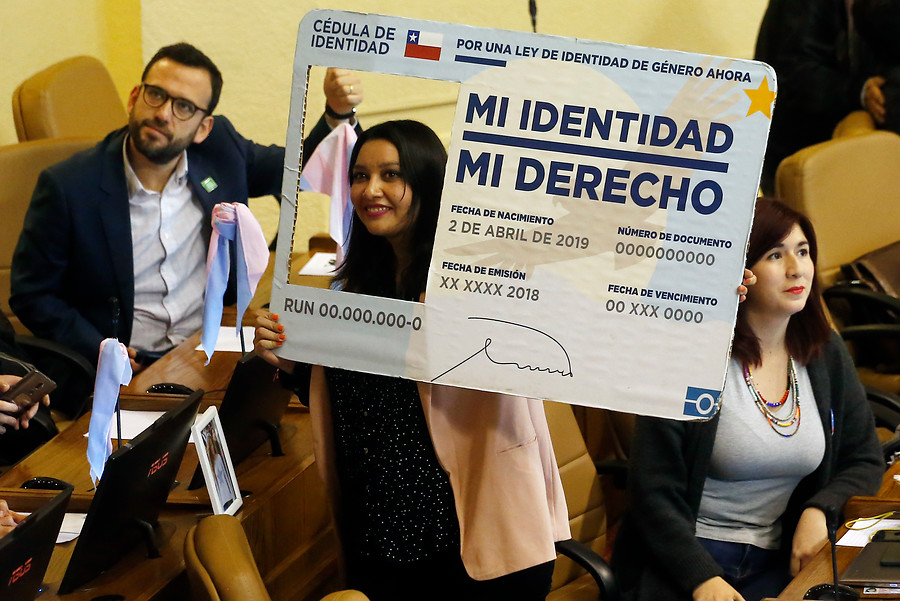 CÉDULA DE
IDENTIDAD
POR UNA LEY DE IDENTIDAD DE GÉNERO AHORA
MI IDENTIDAD
MI DERECHO
FECHA DE NACIMIENTO
2 DE ABRIL DE 2019
NÚMERO DE DOCUMENTO
0000000000
FECHA DE EMISIÓN
XX XXXX 2018
FECHA DE VENCIMIENTO
00 XXX 0000
RUN 00.000.000-0
ASUS
ASUS